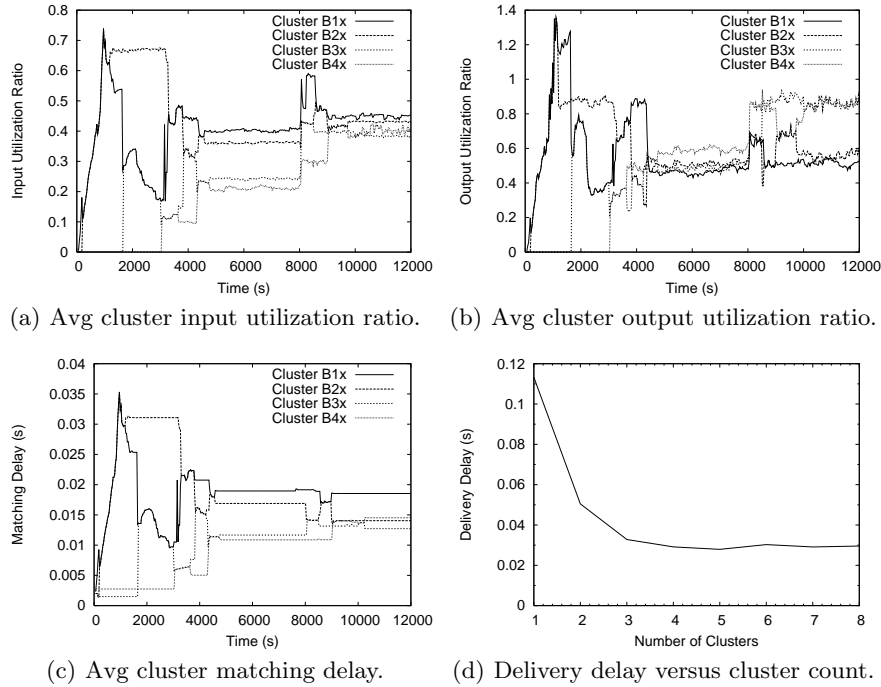 0.8
0.7
0.6
0.5
0.4
0.3
0.2
0.1
0
Input Utilization Ratio
Cluster B1x
Cluster B2x
Cluster B3x
Cluster B4x
0 2000 4000 6000 8000 10000 12000
Time (s)
(a) Avg cluster input utilization ratio.
1.4
1.2
1
0.8
0.6
0.4
0.2
0
Output Utilization Ratio
Cluster B1x
Cluster B2x
Cluster B3x
Cluster B4x
0 2000 4000 6000 8000 10000 12000
Time (s)
(b) Avg cluster output utilization ratio.
0.04
0.035
0.03
0.025
0.02
0.015
0.01
0.005
0
Matching Delay (s)
Cluster B1x
Cluster B2x
Cluster B3x
Cluster B4x
0 2000 4000 6000 8000 10000 12000
Time (s)
(c) Avg cluster matching delay.
0.12
0.1
0.08
0.06
0.04
0.02
0
Delivery Delay (s)
1 2 3 4 5 6 7 8
Number of Clusters
(d) Delivery delay versus cluster count.